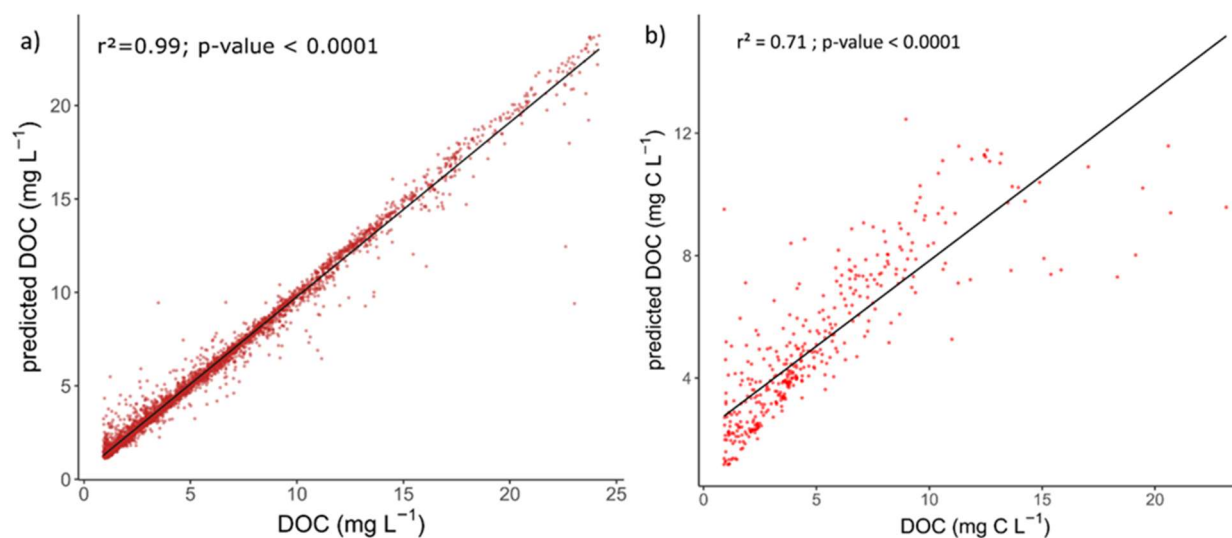 a)
r²=0.99; p-value < 0.0001
predicted DOC (mg L⁻¹)
20
15
10
5
0
0 5 10 15 20 25
DOC (mg L⁻¹)
b)
r² = 0.71 ; p-value < 0.0001
predicted DOC (mg C L⁻¹)
12
8
4
0 5 10 15 20
DOC (mg C L⁻¹)